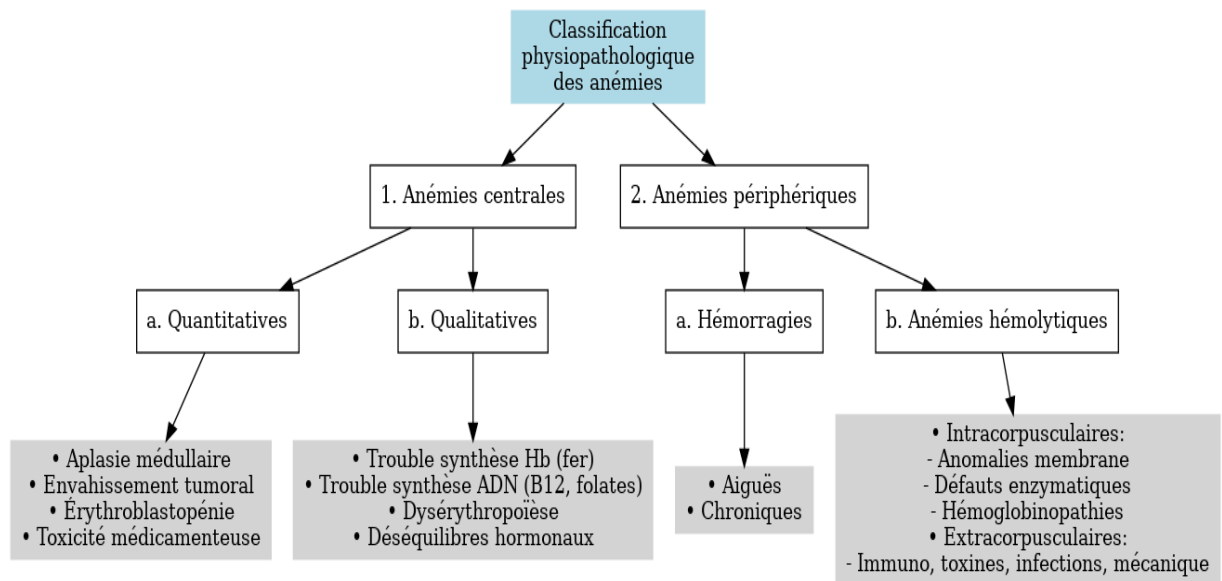 Classification
physiopathologique
des anémies
1. Anémies centrales
2. Anémies périphériques
a. Quantitatives
b. Qualitatives
a. Hémorragies
b. Anémies hémolytiques
• Aplasie médullaire
• Envahissement tumoral
• Érythroblastopénie
• Toxicité médicamenteuse
• Trouble synthèse Hb (fer)
• Trouble synthèse ADN (B12, folates)
• Dysérythropoïèse
• Déséquilibres hormonaux
• Aiguës
• Chroniques
• Intracorpusculaires:
- Anomalies membrane
- Défauts enzymatiques
- Hémoglobinopathies
• Extracorpusculaires:
- Immuno, toxines, infections, mécanique